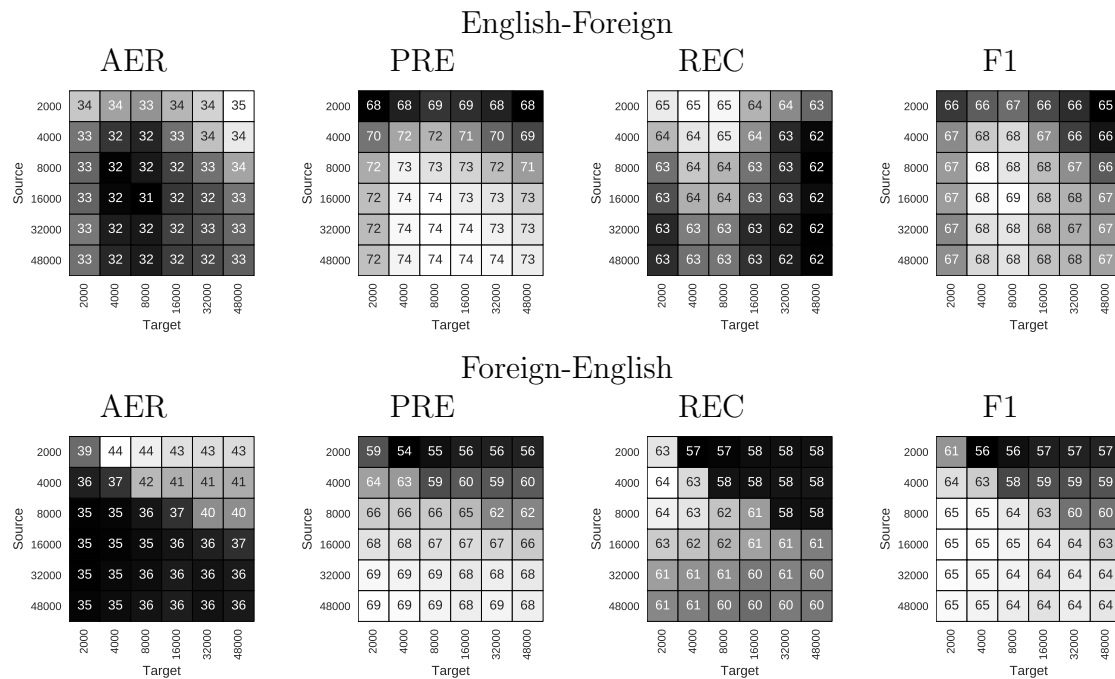 English-Foreign
AER PRE REC F1
2000 34 34 33 34 34 35 2000 68 68 69 69 68 68 2000 65 65 65 64 64 63 2000 66 66 67 66 66 65
4000 33 32 32 33 34 34 4000 70 72 72 71 70 69 4000 64 64 65 64 63 62 4000 67 68 68 67 66 66
8000 33 32 32 32 33 34 8000 72 73 73 73 72 71 8000 63 64 64 63 63 62 8000 67 68 68 68 67 66
Source Source Source Source
16000 33 32 31 32 32 33 16000 72 74 74 73 73 73 16000 63 64 64 63 63 62 16000 67 68 69 68 68 67
32000 33 32 32 32 33 33 32000 72 74 74 74 73 73 32000 63 63 63 63 62 62 32000 67 68 68 68 67 67
48000 33 32 32 32 32 33 48000 72 74 74 74 74 73 48000 63 63 63 63 62 62 48000 67 68 68 68 68 67
2000 4000 8000 16000 32000 48000 2000 4000 8000 16000 32000 48000 2000 4000 8000 16000 32000 48000 2000 4000 8000 16000 32000 48000
Target Target Target Target
Foreign-English
AER PRE REC F1
2000 39 44 44 43 43 43 2000 59 54 55 56 56 56 2000 63 57 57 58 58 58 2000 61 56 56 57 57 57
4000 36 37 42 41 41 41 4000 64 63 59 60 59 60 4000 64 63 58 58 58 58 4000 64 63 58 59 59 59
8000 35 35 36 37 40 40 8000 66 66 66 65 62 62 8000 64 63 62 61 58 58 8000 65 65 64 63 60 60
Source Source Source Source
16000 35 35 35 36 36 37 16000 68 68 67 67 67 66 16000 63 62 62 61 61 61 16000 65 65 65 64 64 63
32000 35 35 36 36 36 36 32000 69 69 69 68 68 68 32000 61 61 61 60 61 60 32000 65 65 64 64 64 64
48000 35 35 36 36 36 36 48000 69 69 69 68 69 68 48000 61 61 60 60 60 60 48000 65 65 64 64 64 64
2000 4000 8000 16000 32000 48000 2000 4000 8000 16000 32000 48000 2000 4000 8000 16000 32000 48000 2000 4000 8000 16000 32000 48000
Target Target Target Target